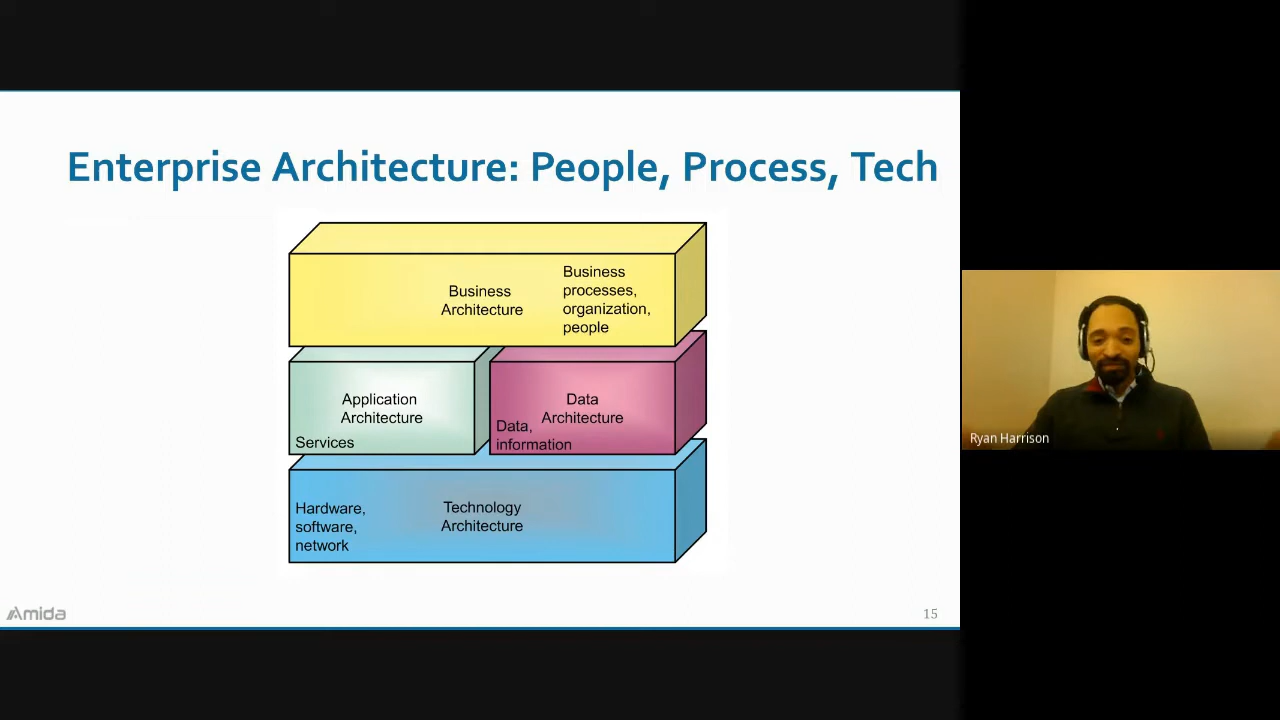 Enterprise Architecture: People, Process, Tech
Business
Architecture
Business
processes,
organization,
people
Application
Architecture
Services
Data
Architecture
Data,
information
Technology
Architecture
Hardware,
software,
network
Amida
15
Ryan Harrison